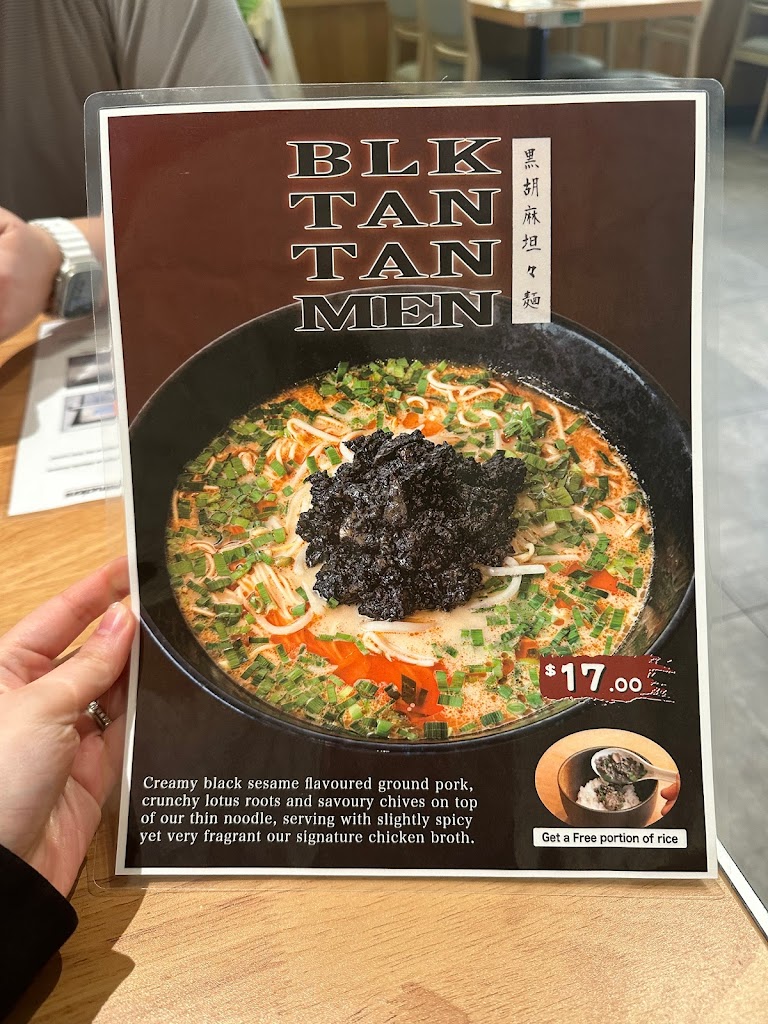 BLK
TAN
TAN
MEN
黒胡麻坦々麺
$17.00
Creamy black sesame flavoured ground pork,
crunchy lotus roots and savoury chives on top
of our thin noodle, serving with slightly spicy
yet very fragrant our signature chicken broth.
Get a Free portion of rice